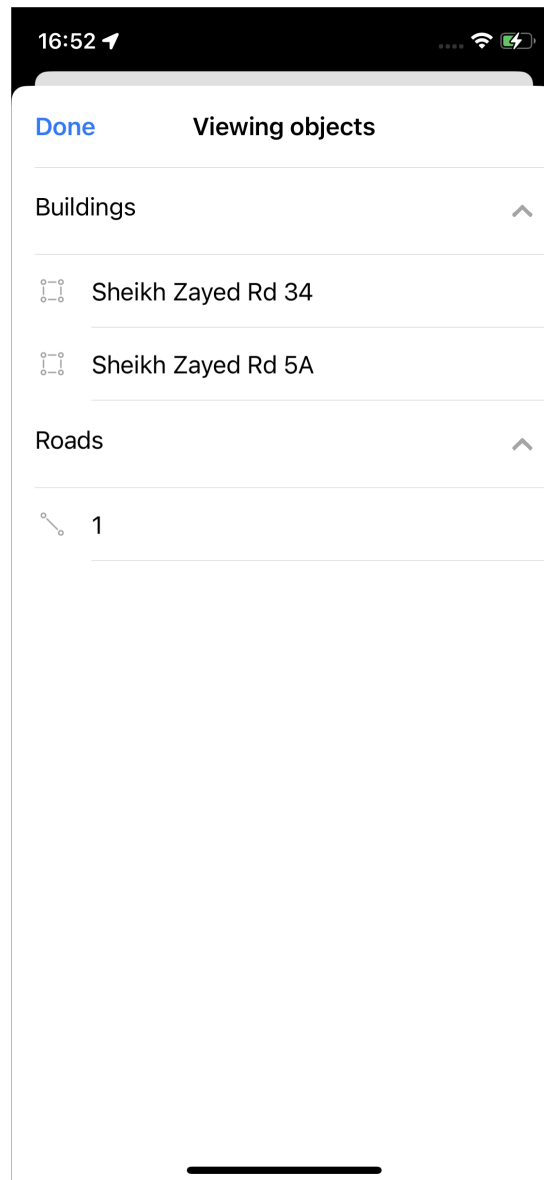 16:52
Done
Viewing objects
Buildings
Sheikh Zayed Rd 34
Sheikh Zayed Rd 5A
Roads
1